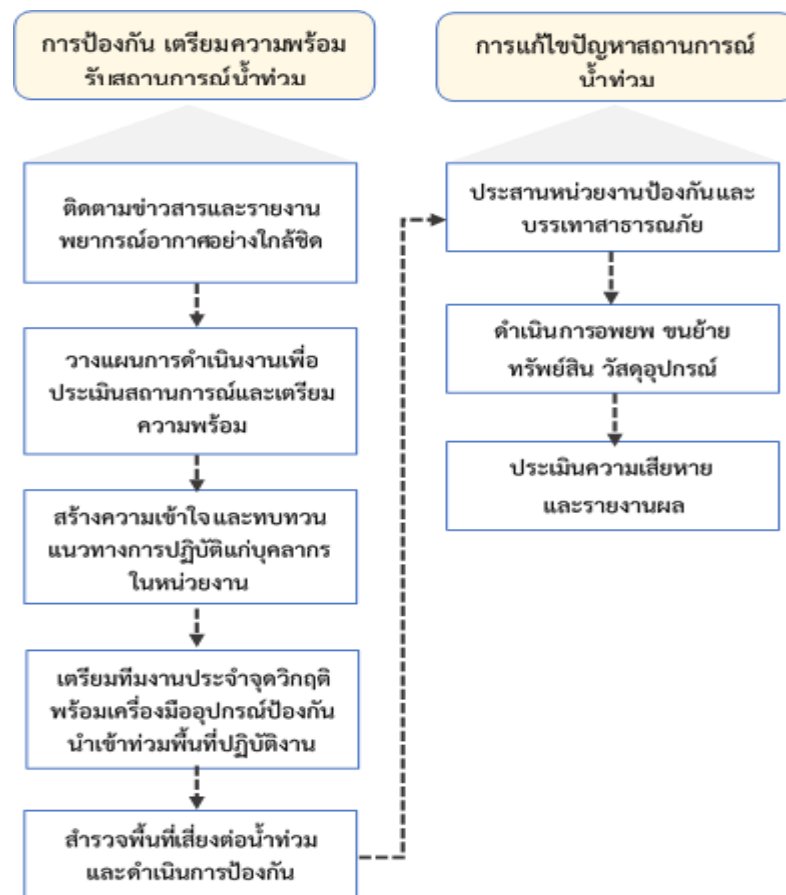 การป้องกัน เตรียมความพร้อม
รับสถานการณ์น้ำท่วม
ติดตามข่าวสารและรายงาน
พยากรณ์อากาศอย่างใกล้ชิด
วางแผนการดำเนินงานเพื่อ
ประเมินสถานการณ์และเตรียม
ความพร้อม
สร้างความเข้าใจและทบทวน
แนวทางการปฏิบัติแก่บุคลากร
ในหน่วยงาน
เตรียมทีมงานประจำจุดวิกฤติ
พร้อมเครื่องมืออุปกรณ์ป้องกัน
นำเข้าท่วมพื้นที่ปฏิบัติงาน
สำรวจพื้นที่เสี่ยงต่อน้ำท่วม
และดำเนินการป้องกัน
การแก้ไขปัญหาสถานการณ์
น้ำท่วม
ประสานหน่วยงานป้องกันและ
บรรเทาสาธารณภัย
ดำเนินการอพยพ ขนย้าย
ทรัพย์สิน วัสดุอุปกรณ์
ประเมินความเสียหาย
และรายงานผล